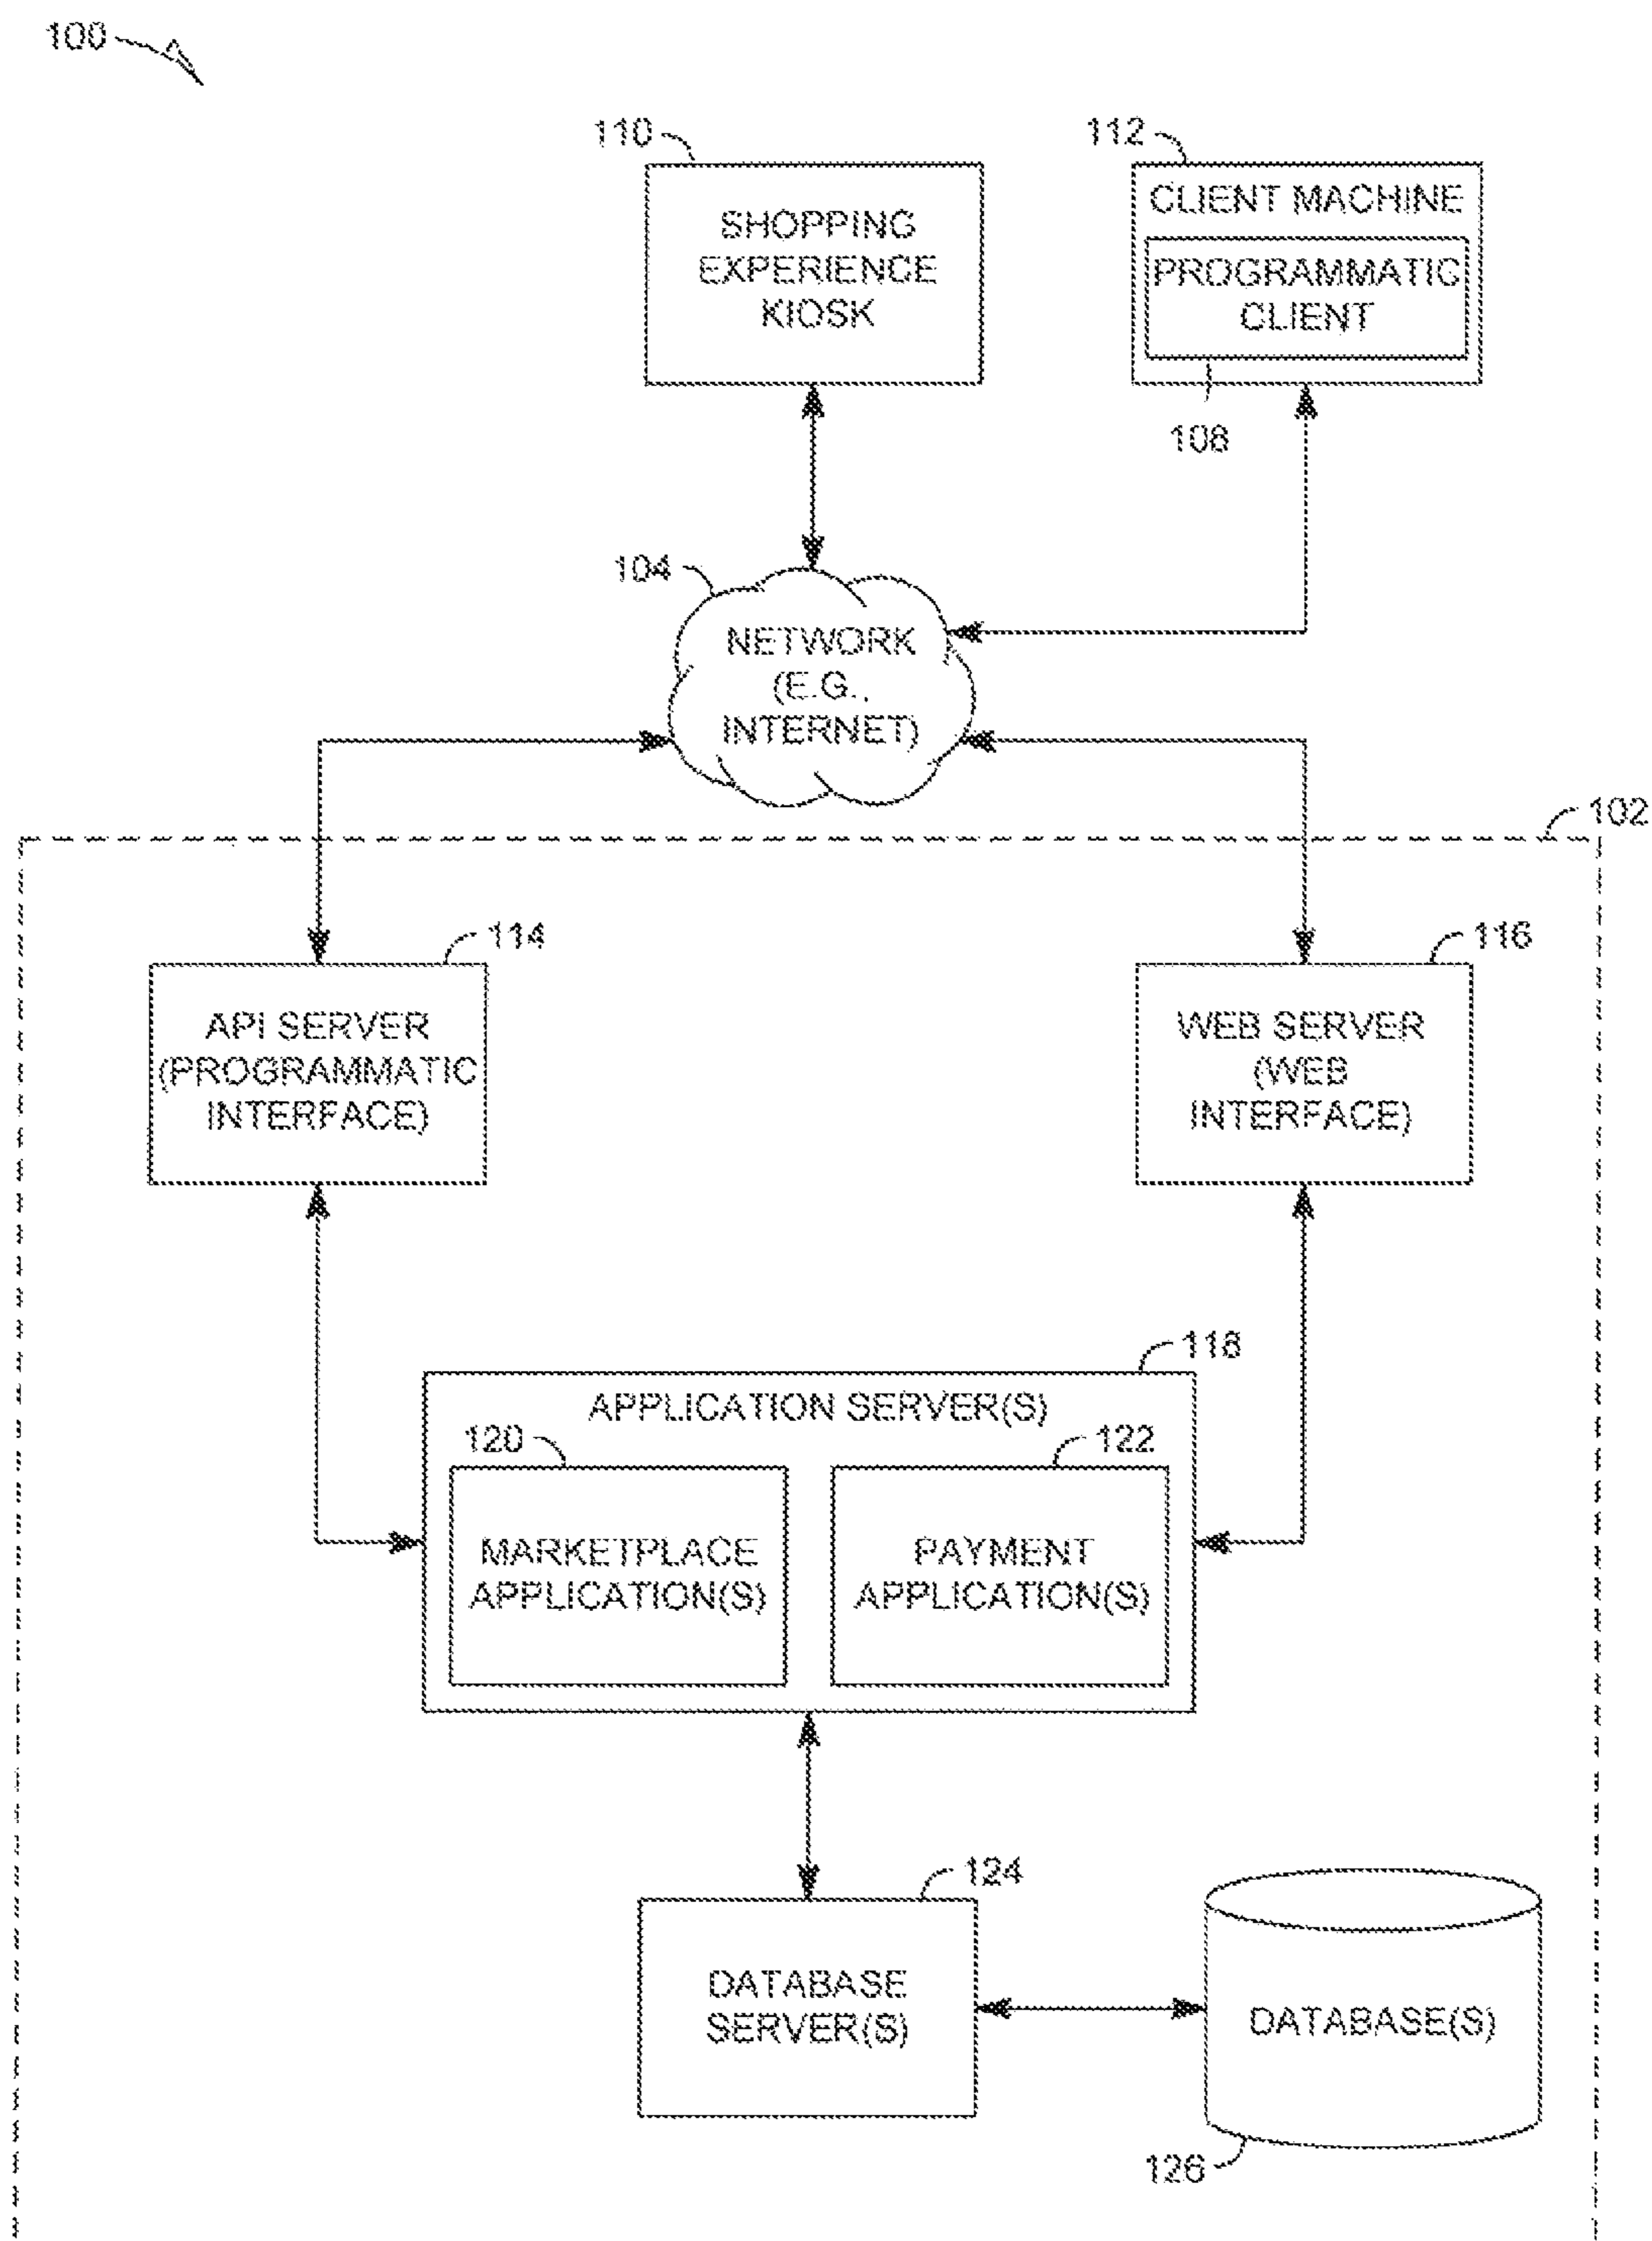 100
110
SHOPPING
EXPERIENCE
KIOSK
112
CLIENT MACHINE
PROGRAMMATIC
CLIENT
108
104
NETWORK
(E.G.,
INTERNET)
102
114
API SERVER
(PROGRAMMATIC
INTERFACE)
116
WEB SERVER
(WEB
INTERFACE)
118
APPLICATION SERVER(S)
120
MARKETPLACE
APPLICATION(S)
122
PAYMENT
APPLICATION(S)
124
DATABASE
SERVER(S)
DATABASE(S)
126